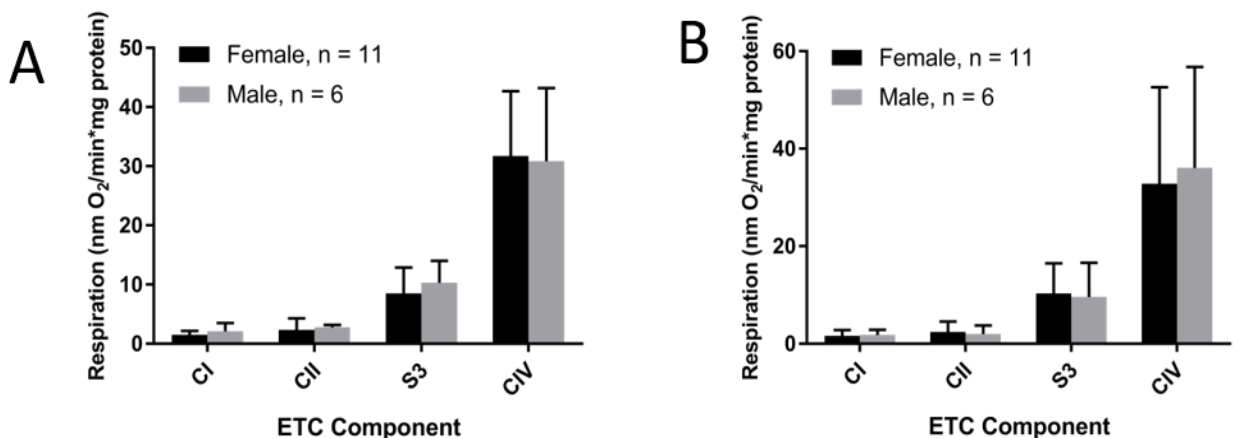 A
Respiration (nm O₂/min*mg protein)
50
40
30
20
10
0
Female, n = 11
Male, n = 6
CI
CII
S3
CIV
ETC Component
B
Respiration (nm O₂/min*mg protein)
60
40
20
0
Female, n = 11
Male, n = 6
CI
CII
S3
CIV
ETC Component